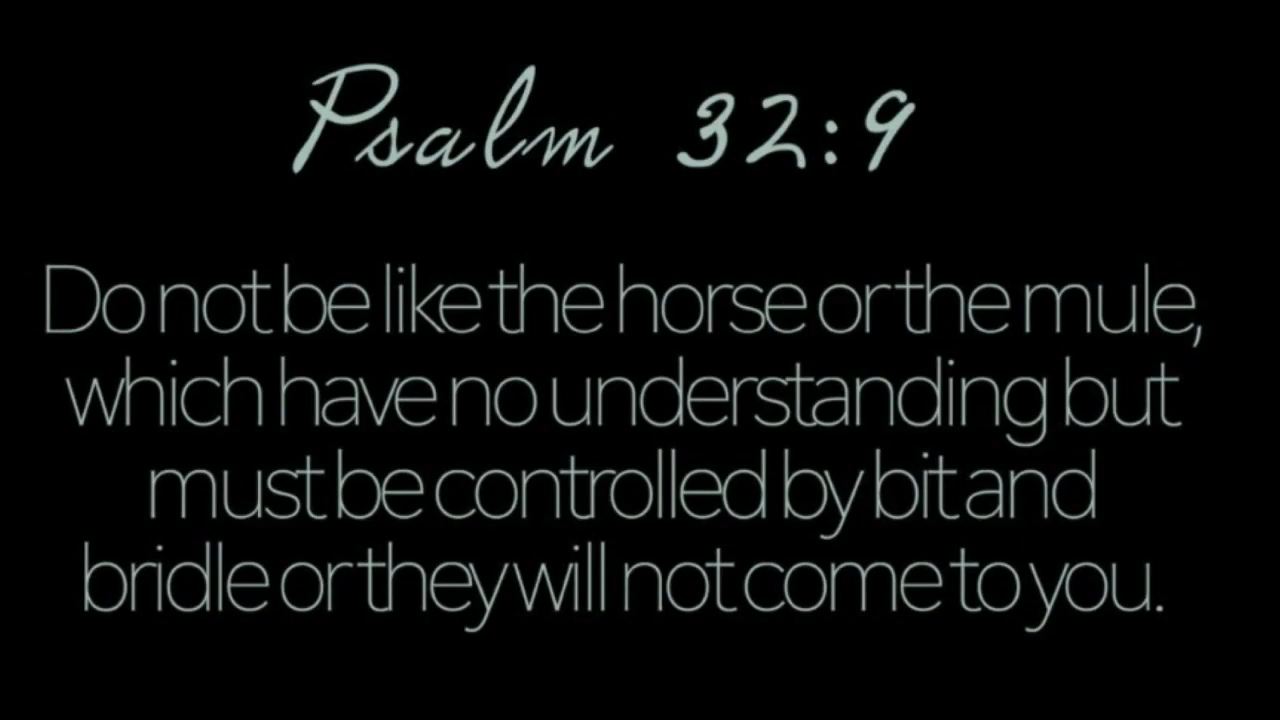 Psalm 32:9
Do not be like the horse or the mule,
which have no understanding but
must be controlled by bit and
bridle or they will not come to you.